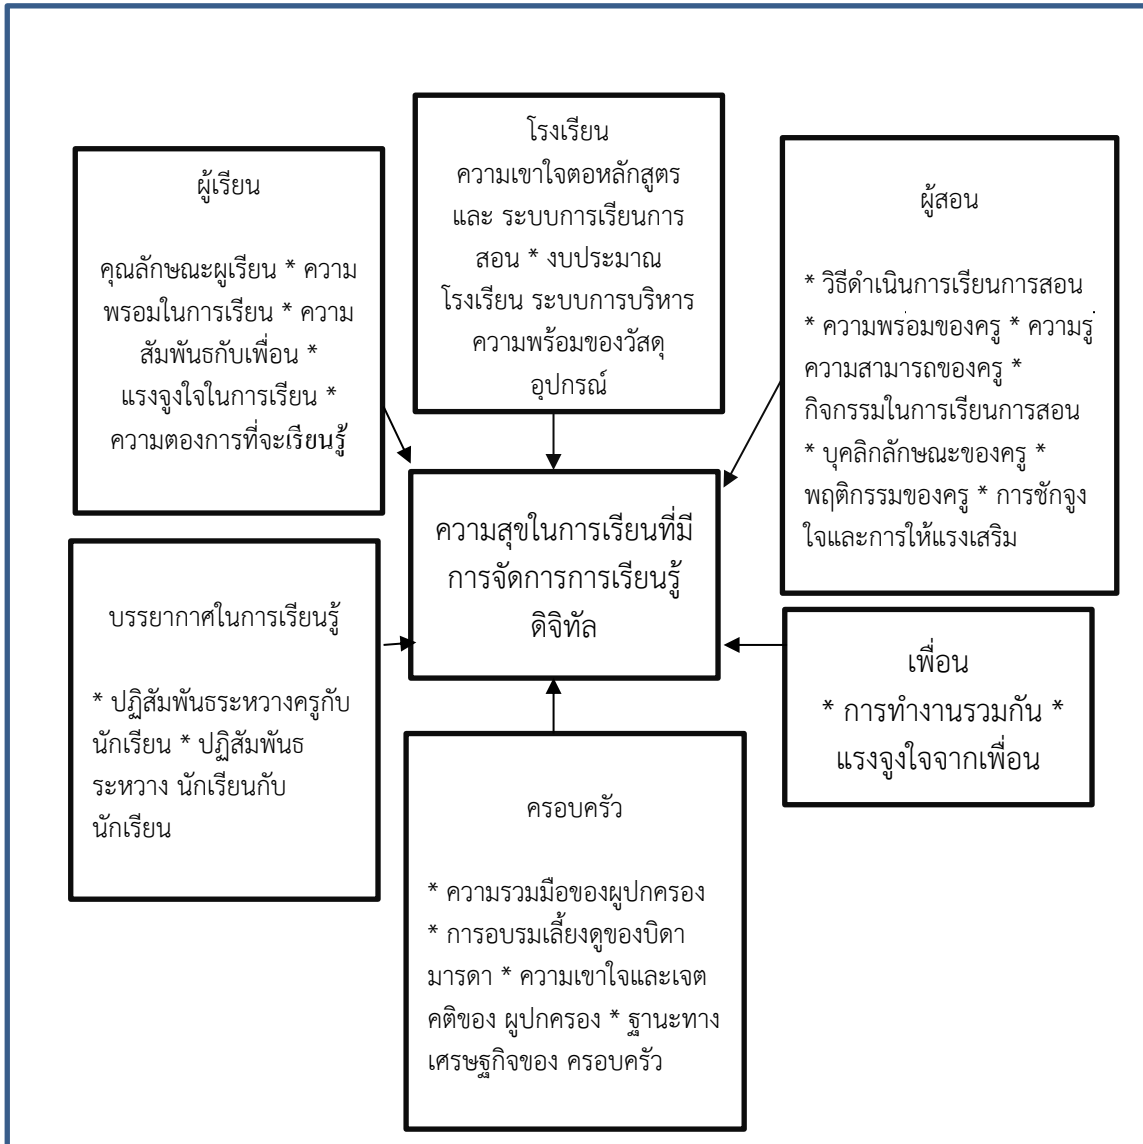 ผู้เรียน
คุณลักษณะผูเรียน * ความ
พรอมในการเรียน * ความ
สัมพันธกับเพื่อน *
แรงจูงใจในการเรียน *
ความตองการที่จะเรียนรู้
โรงเรียน
ความเขาใจตอหลักสูตร
และ ระบบการเรียนการ
สอน * งบประมาณ
โรงเรียน ระบบการบริหาร
ความพร้อมของวัสดุ
อุปกรณ์
ผู้สอน
* วิธีดำเนินการเรียนการสอน
* ความพร่อมของครู * ความรู่
ความสามารถของครู *
กิจกรรมในการเรียนการสอน
* บุคลิกลักษณะของครู *
พฤติกรรมของครู * การชักจูง
ใจและการให้แรงเสริม
ความสุขในการเรียนที่มี
การจัดการการเรียนรู้
ดิจิทัล
บรรยากาศในการเรียนรู้
* ปฏิสัมพันธระหวางครูกับ
นักเรียน * ปฏิสัมพันธ
ระหวาง นักเรียนกับ
นักเรียน
เพื่อน
* การทำงานรวมกัน *
แรงจูงใจจากเพื่อน
ครอบครัว
* ความรวมมือของผูปกครอง
* การอบรมเลี้ยงดูของบิดา
มารดา * ความเขาใจและเจต
คติของ ผูปกครอง * ฐานะทาง
เศรษฐกิจของ ครอบครัว